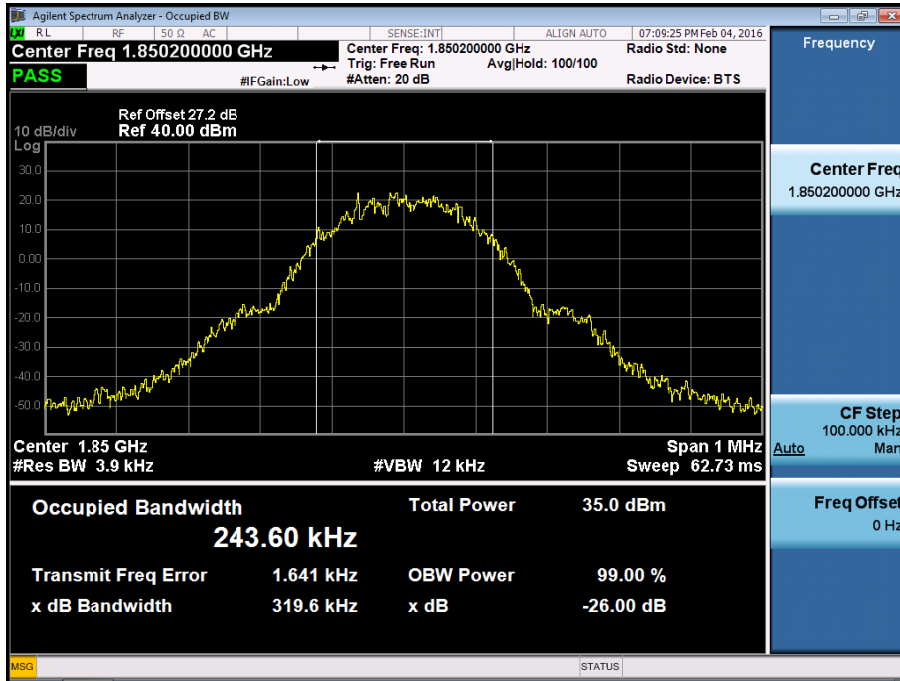 Agilent Spectrum Analyzer - Occupied BW
LXI RL RF 50 Ω AC SENSE:INT ALIGN AUTO 07:09:25 PM Feb 04, 2016
Center Freq 1.850200000 GHz
PASS
#IFGain:Low
Center Freq: 1.850200000 GHz
Trig: Free Run Avg|Hold: 100/100
#Atten: 20 dB
Radio Std: None
Radio Device: BTS
Ref Offset 27.2 dB
10 dB/div Ref 40.00 dBm
Log
30.0
20.0
10.0
0.00
-10.0
-20.0
-30.0
-40.0
-50.0
Center 1.85 GHz Span 1 MHz
#Res BW 3.9 kHz #VBW 12 kHz Sweep 62.73 ms
Occupied Bandwidth Total Power 35.0 dBm
243.60 kHz
Transmit Freq Error 1.641 kHz OBW Power 99.00 %
x dB Bandwidth 319.6 kHz x dB -26.00 dB
MSG STATUS
Frequency
Center Freq
1.850200000 GHz
CF Step
100.000 kHz
Auto Man
Freq Offset
0 Hz